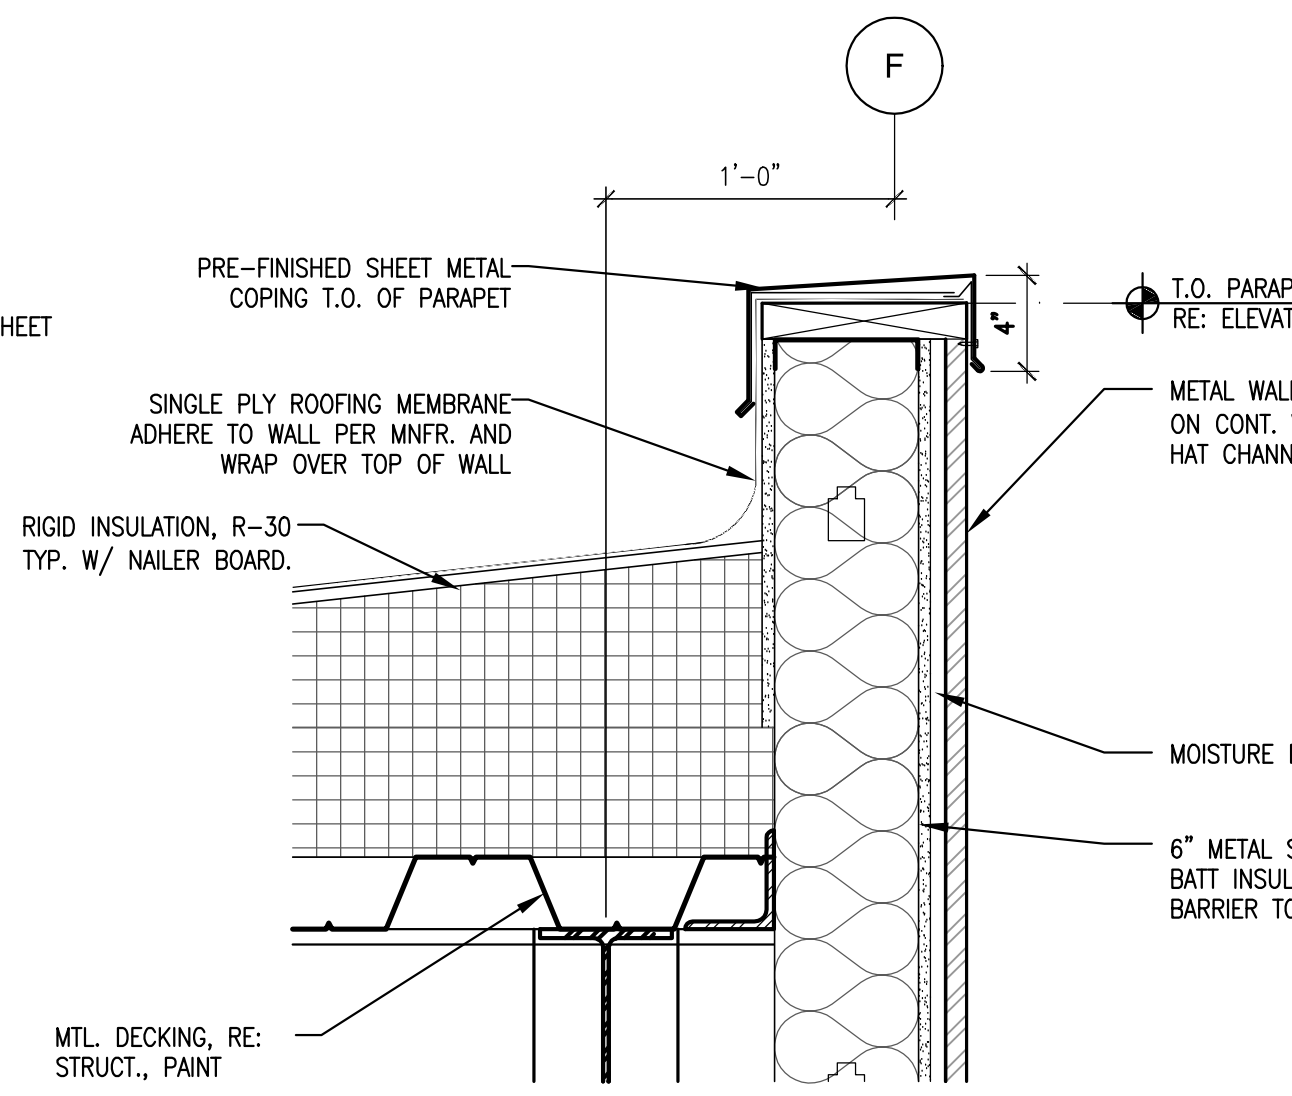 F
1'-0"
PRE-FINISHED SHEET METAL
COPING T.O. OF PARAPET
HEET
4"
T.O. PARAP
RE: ELEVAT
SINGLE PLY ROOFING MEMBRANE
ADHERE TO WALL PER MNFR. AND
WRAP OVER TOP OF WALL
METAL WALL
ON CONT.
HAT CHANN
RIGID INSULATION, R-30
TYP. W/ NAILER BOARD.
MOISTURE
6" METAL S
BATT INSUL
BARRIER TO
MTL. DECKING, RE:
STRUCT., PAINT